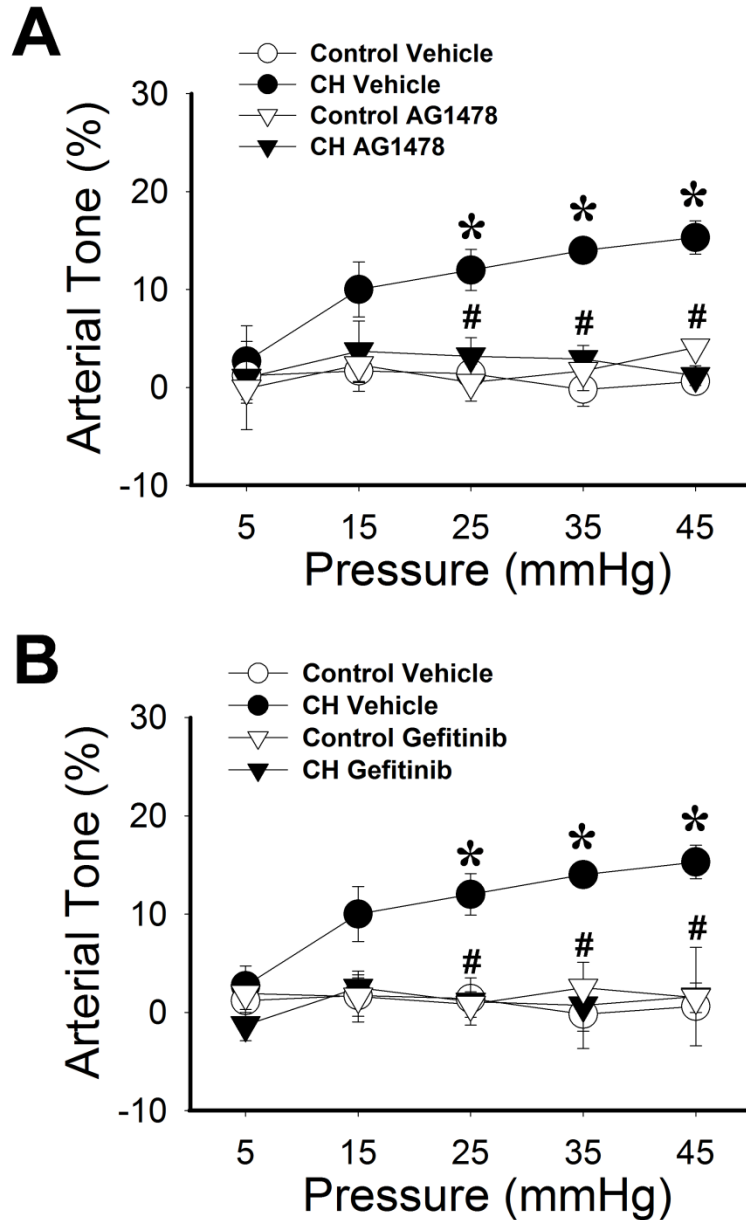 A
Control Vehicle
CH Vehicle
Control AG1478
CH AG1478
Arterial Tone (%)
30
20
10
0
-10
* * *
# # #
5 15 25 35 45
Pressure (mmHg)
B
Control Vehicle
CH Vehicle
Control Gefitinib
CH Gefitinib
Arterial Tone (%)
30
20
10
0
-10
* * *
# # #
5 15 25 35 45
Pressure (mmHg)